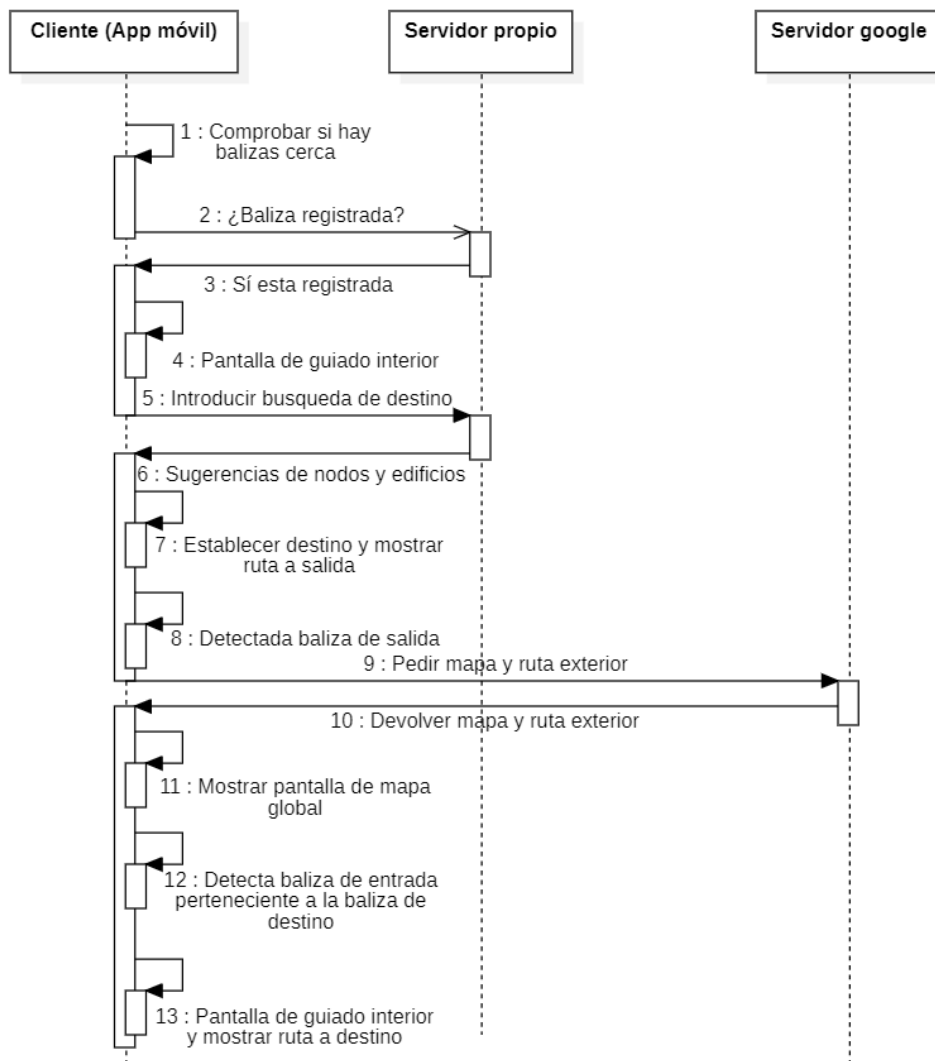 Cliente (App móvil)
Servidor propio
Servidor google
1 : Comprobar si hay
balizas cerca
2 : ¿Baliza registrada?
3 : Sí esta registrada
4 : Pantalla de guiado interior
5 : Introducir busqueda de destino
6 : Sugerencias de nodos y edificios
7 : Establecer destino y mostrar
ruta a salida
8 : Detectada baliza de salida
9 : Pedir mapa y ruta exterior
10 : Devolver mapa y ruta exterior
11 : Mostrar pantalla de mapa
global
12 : Detecta baliza de entrada
perteneciente a la baliza de
destino
13 : Pantalla de guiado interior
y mostrar ruta a destino